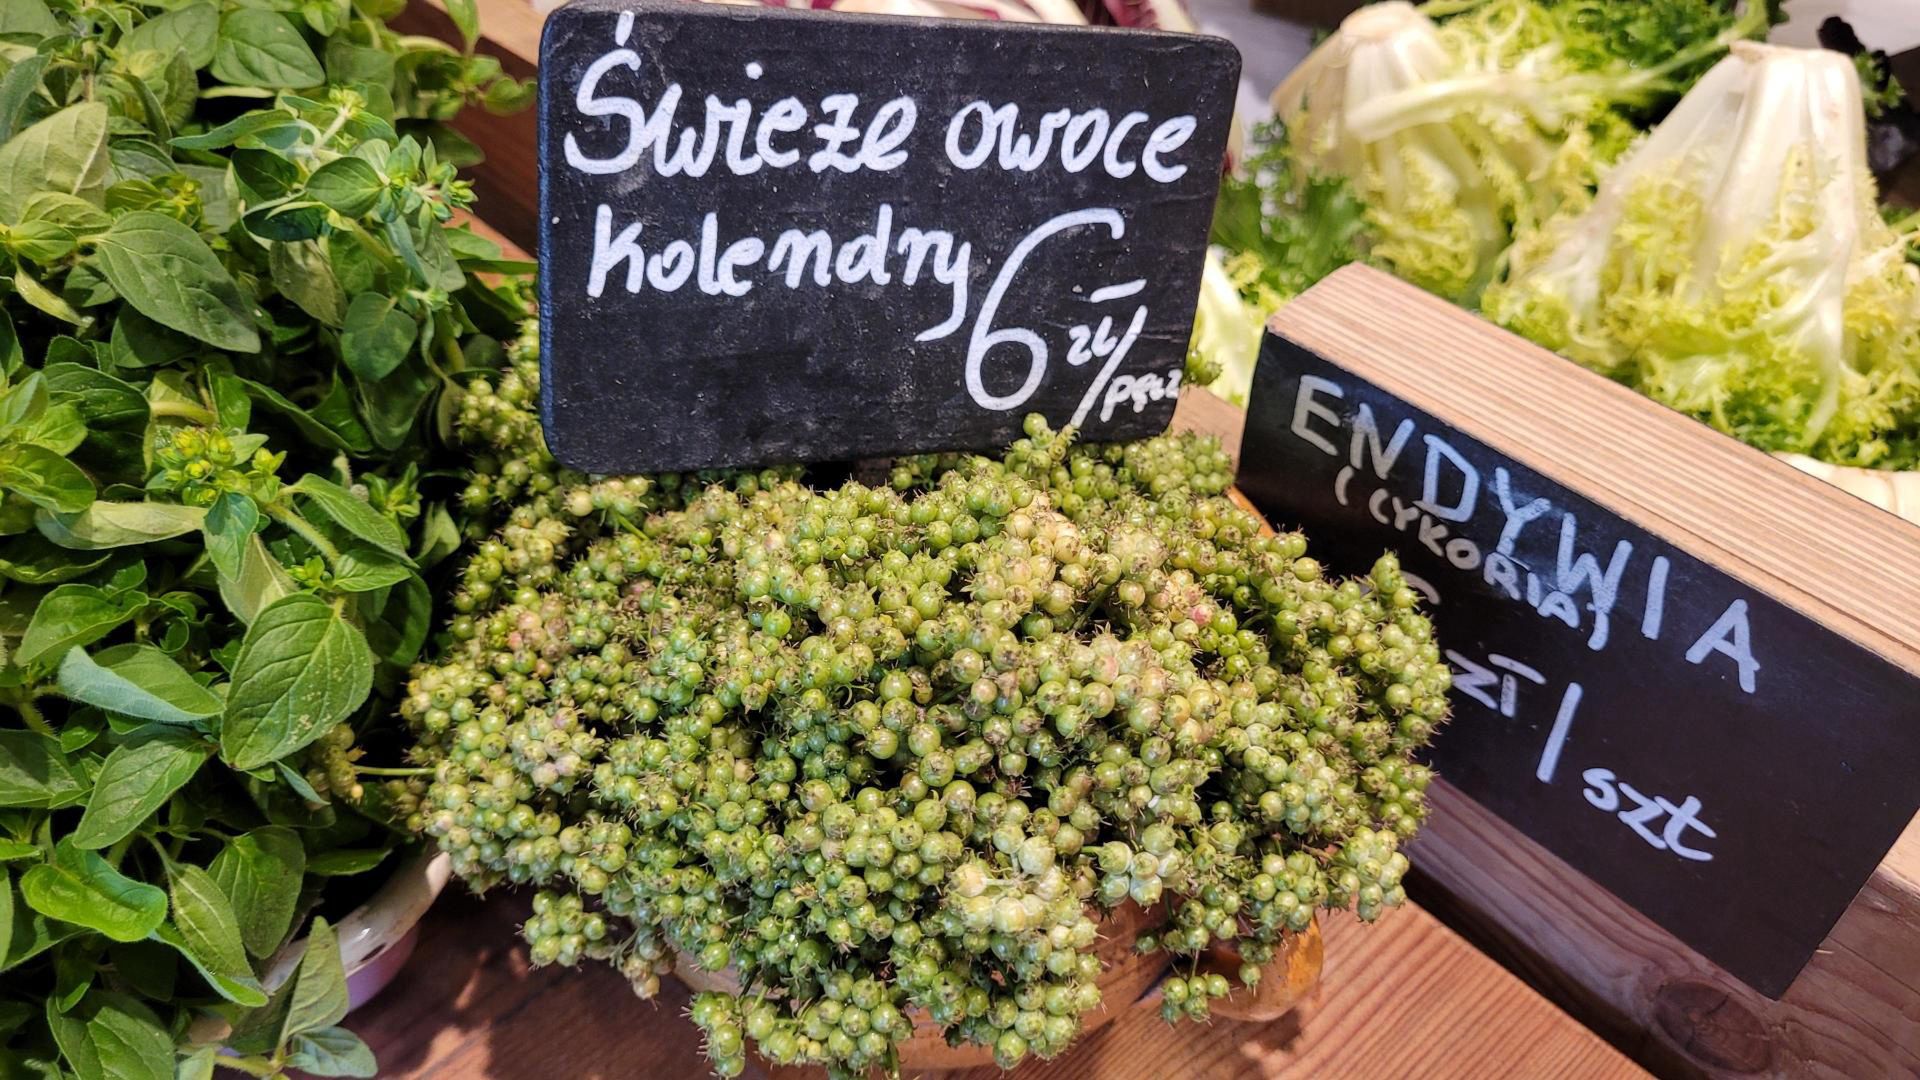 Świeże owoce
kolendry 6 zł/pęcz
ENDYWIA
(CYKORIA)
zł/szt